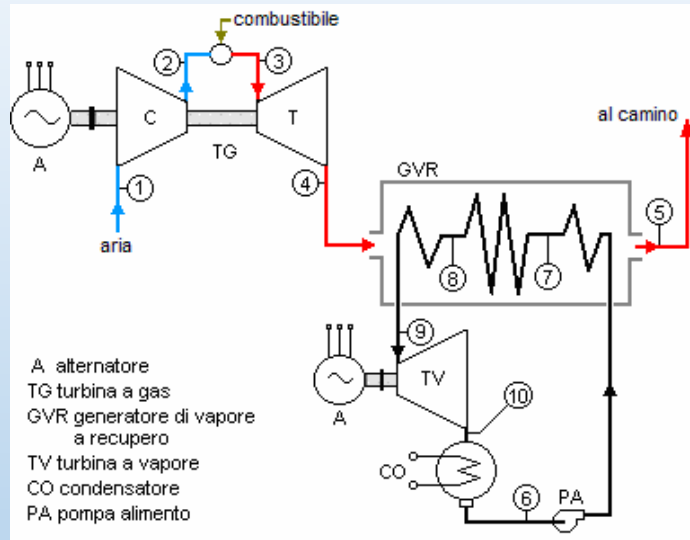 combustibile
2
3
C
T
A
TG
al camino
1
4
GVR
5
aria
8
7
9
A alternatore
TG turbina a gas
GVR generatore di vapore
a recupero
TV turbina a vapore
CO condensatore
PA pompa alimento
TV
A
10
CO
6
PA